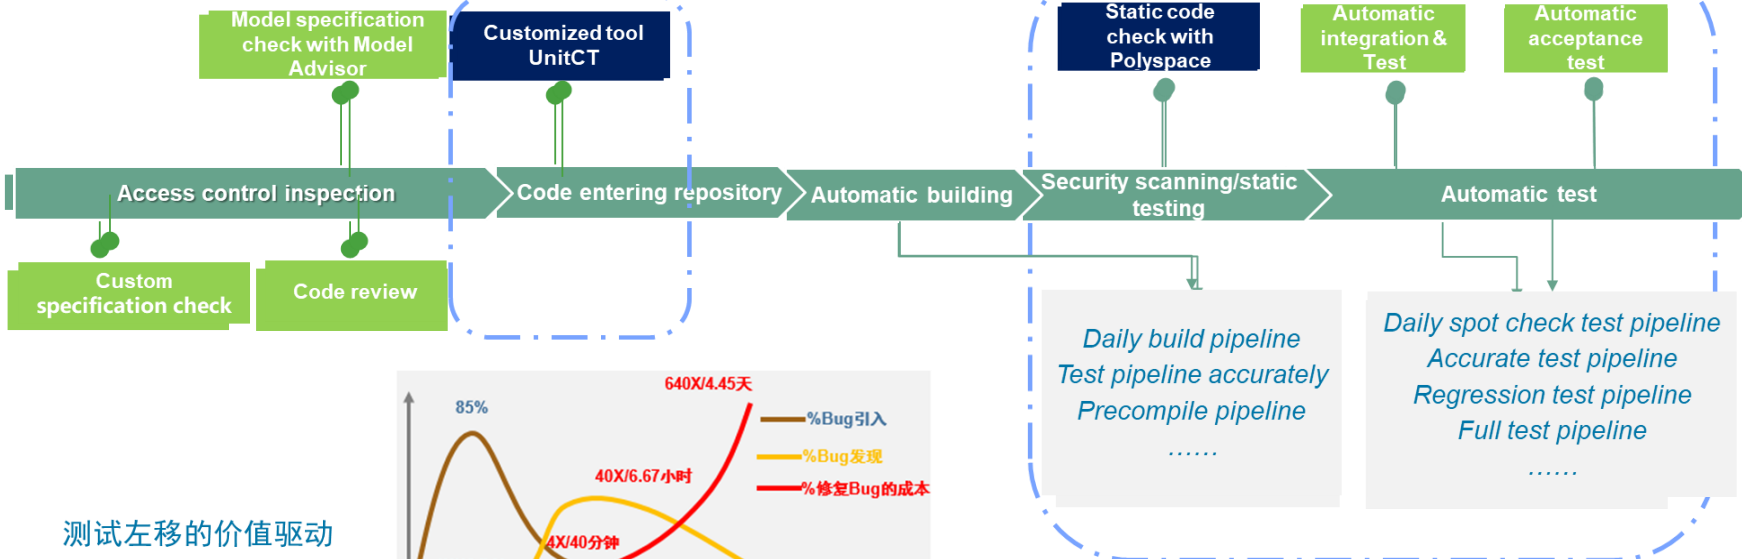 Model specification
check with Model
Advisor
Customized tool
UnitCT
Static code
check with
Polyspace
Automatic
integration &
Test
Automatic
acceptance
test
Access control inspection
Code entering repository
Automatic building
Security scanning/static
testing
Automatic test
Custom
specification check
Code review
Daily build pipeline
Test pipeline accurately
Precompile pipeline
……
Daily spot check test pipeline
Accurate test pipeline
Regression test pipeline
Full test pipeline
……
640X/4.45天
85%
%Bug引入
%Bug发现
40X/6.67小时
%修复Bug的成本
4X/40分钟
测试左移的价值驱动